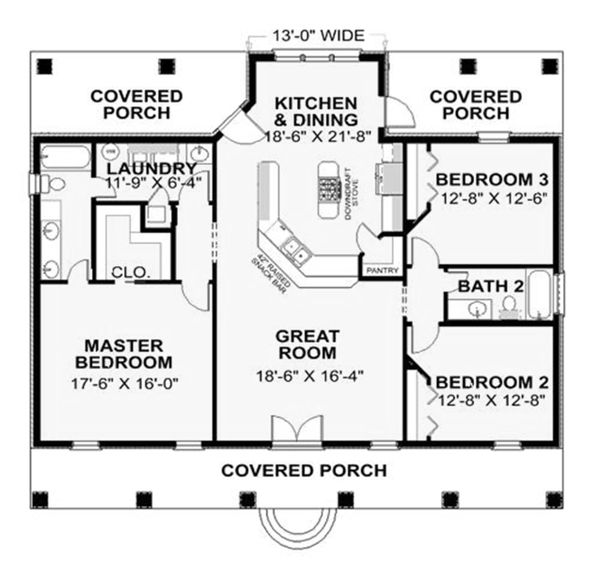 13'-0" WIDE
COVERED
PORCH
KITCHEN
& DINING
18'-6" X 21'-8"
COVERED
PORCH
LAUNDRY
11'-9" X 6'-4"
DOWNDRAFT
STOVE
BEDROOM 3
12'-8" X 12'-6"
CLO.
42" RAISED
SNACK BAR
PANTRY
BATH 2
MASTER
BEDROOM
17'-6" X 16'-0"
GREAT
ROOM
18'-6" X 16'-4"
BEDROOM 2
12'-8" X 12'-8"
COVERED PORCH